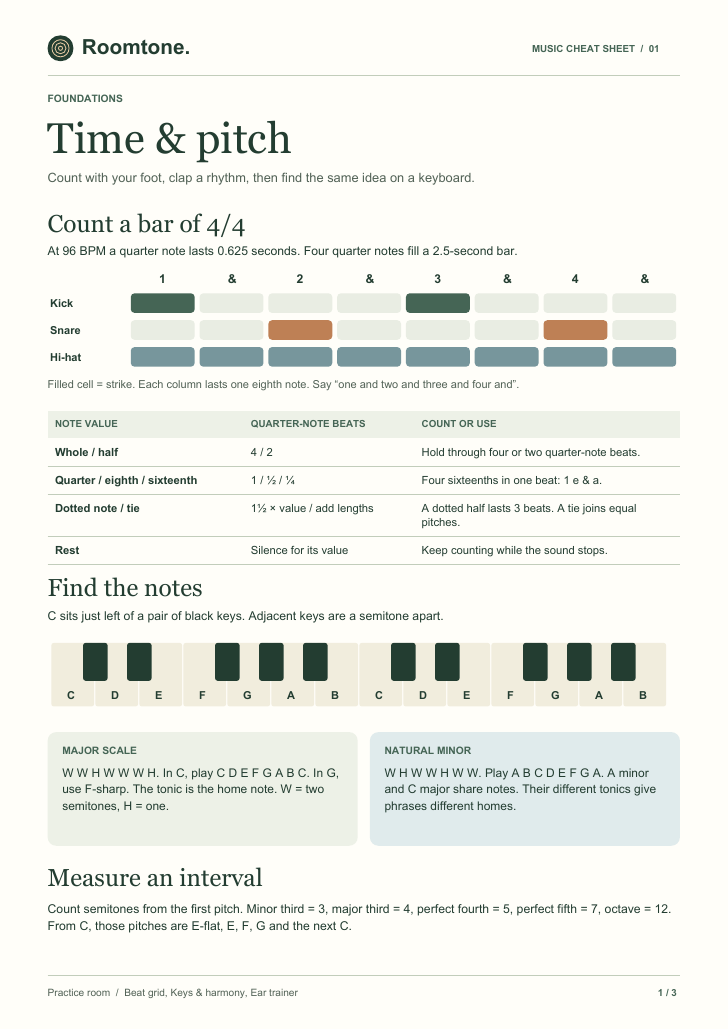 Roomtone.
MUSIC CHEAT SHEET / 01
FOUNDATIONS
Time & pitch
Count with your foot, clap a rhythm, then find the same idea on a keyboard.
Count a bar of 4/4
At 96 BPM a quarter note lasts 0.625 seconds. Four quarter notes fill a 2.5-second bar.
1 & 2 & 3 & 4 &
Kick
Snare
Hi-hat
Filled cell = strike. Each column lasts one eighth note. Say “one and two and three and four and”.
NOTE VALUE QUARTER-NOTE BEATS COUNT OR USE
Whole / half 4 / 2 Hold through four or two quarter-note beats.
Quarter / eighth / sixteenth 1 / ½ / ¼ Four sixteenths in one beat: 1 e & a.
Dotted note / tie 1½ × value / add lengths A dotted half lasts 3 beats. A tie joins equal
pitches.
Rest Silence for its value Keep counting while the sound stops.
Find the notes
C sits just left of a pair of black keys. Adjacent keys are a semitone apart.
C D E F G A B C D E F G A B
MAJOR SCALE
W W H W W W H. In C, play C D E F G A B C. In G,
use F-sharp. The tonic is the home note. W = two
semitones, H = one.
NATURAL MINOR
W H W W H W W. Play A B C D E F G A. A minor
and C major share notes. Their different tonics give
phrases different homes.
Measure an interval
Count semitones from the first pitch. Minor third = 3, major third = 4, perfect fourth = 5, perfect fifth = 7, octave = 12.
From C, those pitches are E-flat, E, F, G and the next C.
Practice room / Beat grid, Keys & harmony, Ear trainer
1 / 3